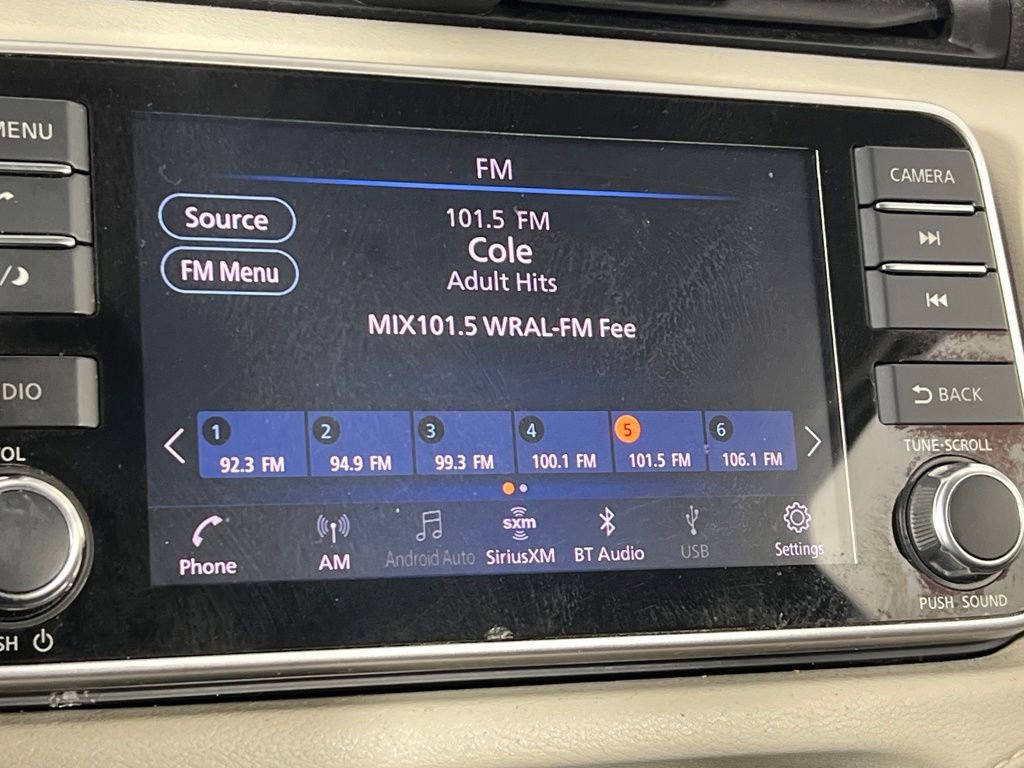 MENU
FM
Source
101.5 FM
Cole
FM Menu
Adult Hits
MIX101.5 WRAL-FM Fee
CAMERA
DIO
BACK
1
2
3
4
5
6
92.3 FM
94.9 FM
99.3 FM
100.1 FM
101.5 FM
106.1 FM
OL
TUNE·SCROLL
Phone
AM
Android Auto
sxm
SiriusXM
BT Audio
USB
Settings
SH
PUSH SOUND